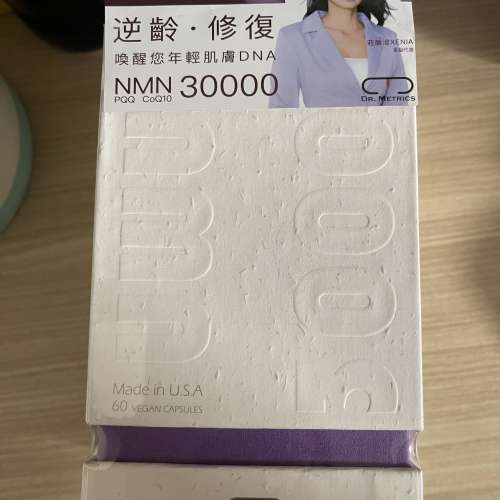 逆齡·修復
喚醒您年輕肌膚DNA
NMN 30000
PQQ CoQ10
XENIA
DR. METRICS
nmn
30000
Made in U.S.A
60 VEGAN CAPSULES